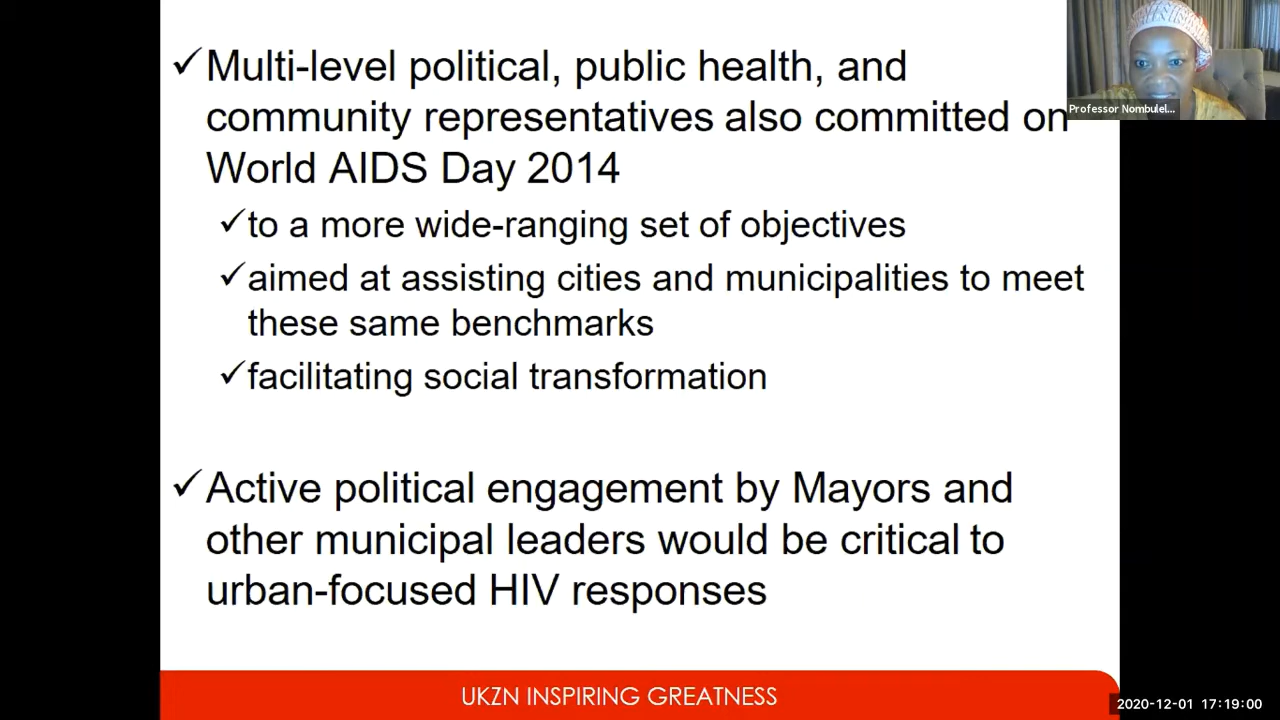 ✓Multi-level political, public health, and
community representatives also committed on
World AIDS Day 2014
✓to a more wide-ranging set of objectives
✓aimed at assisting cities and municipalities to meet
these same benchmarks
✓facilitating social transformation
✓Active political engagement by Mayors and
other municipal leaders would be critical to
urban-focused HIV responses
UKZN INSPIRING GREATNESS
Professor Nombulel...
2020-12-01 17:19:00